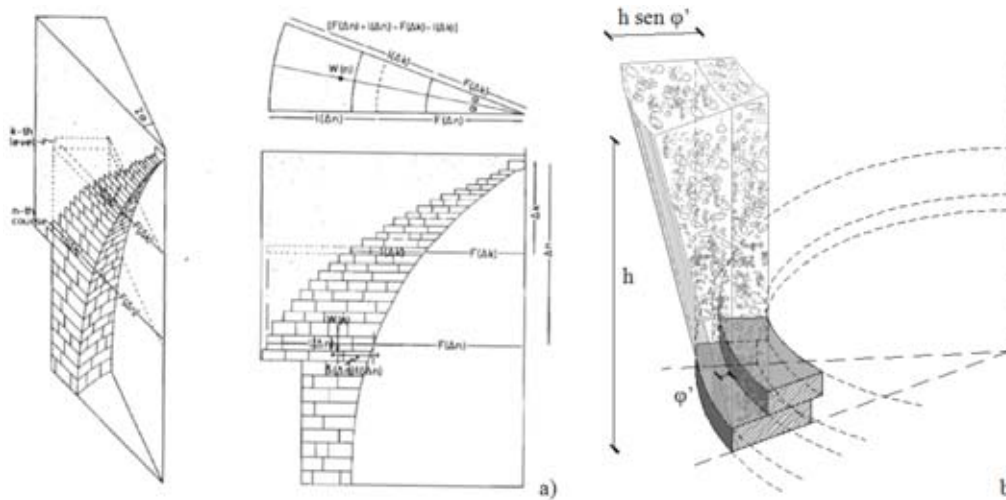 [F(Δn) + I(Δn) - F(Δk) - I(Δk)]
I(Δk)
F(Δk)
W(n)
I(Δn)
F(Δn)
k-th
level
n-th
course
F(Δk)
F(Δn)
I(Δk)
F(Δk)
Δk
Δn
F(Δn)
a)
h sen φ'
h
φ'
b